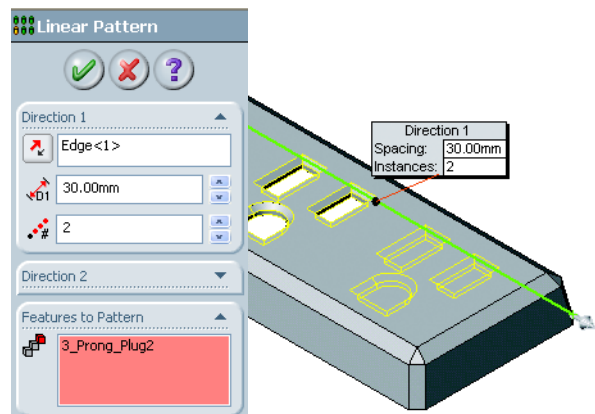 Linear Pattern
?
Direction 1
Edge<1>
D1
30.00mm
#
2
Direction 2
Features to Pattern
3_Prong_Plug2
Direction 1
Spacing: 30.00mm
Instances: 2